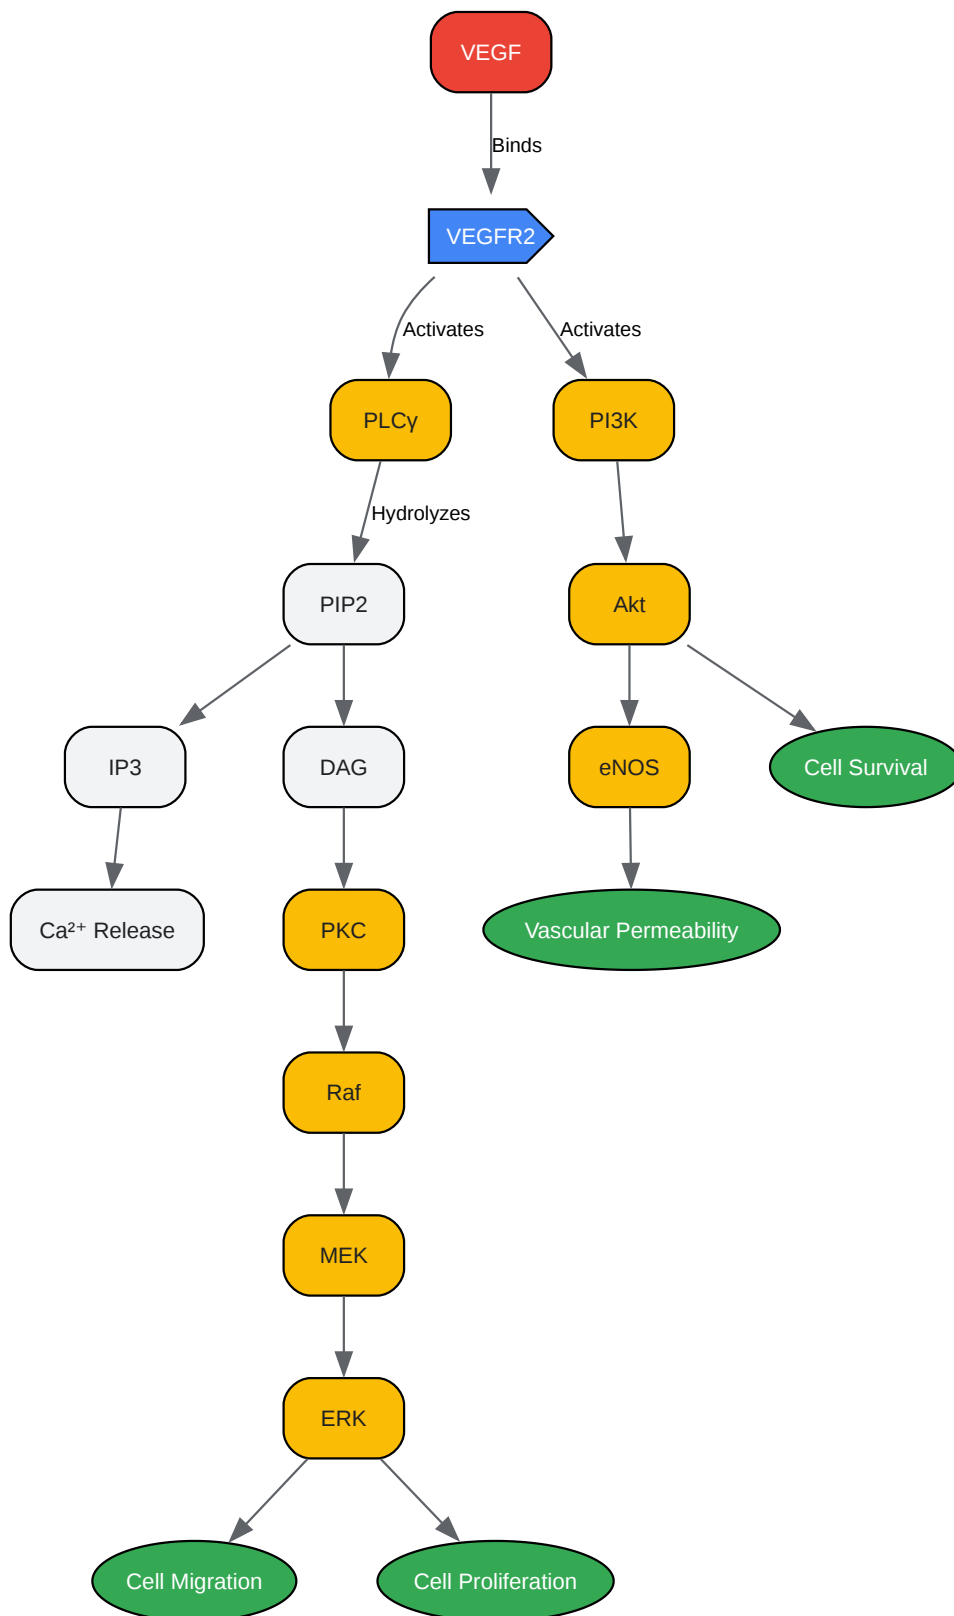 VEGF
Binds
VEGFR2
Activates
Activates
PLCγ
PI3K
Hydrolyzes
PIP2
Akt
IP3
DAG
eNOS
Cell Survival
Ca²⁺ Release
PKC
Vascular Permeability
Raf
MEK
ERK
Cell Migration
Cell Proliferation